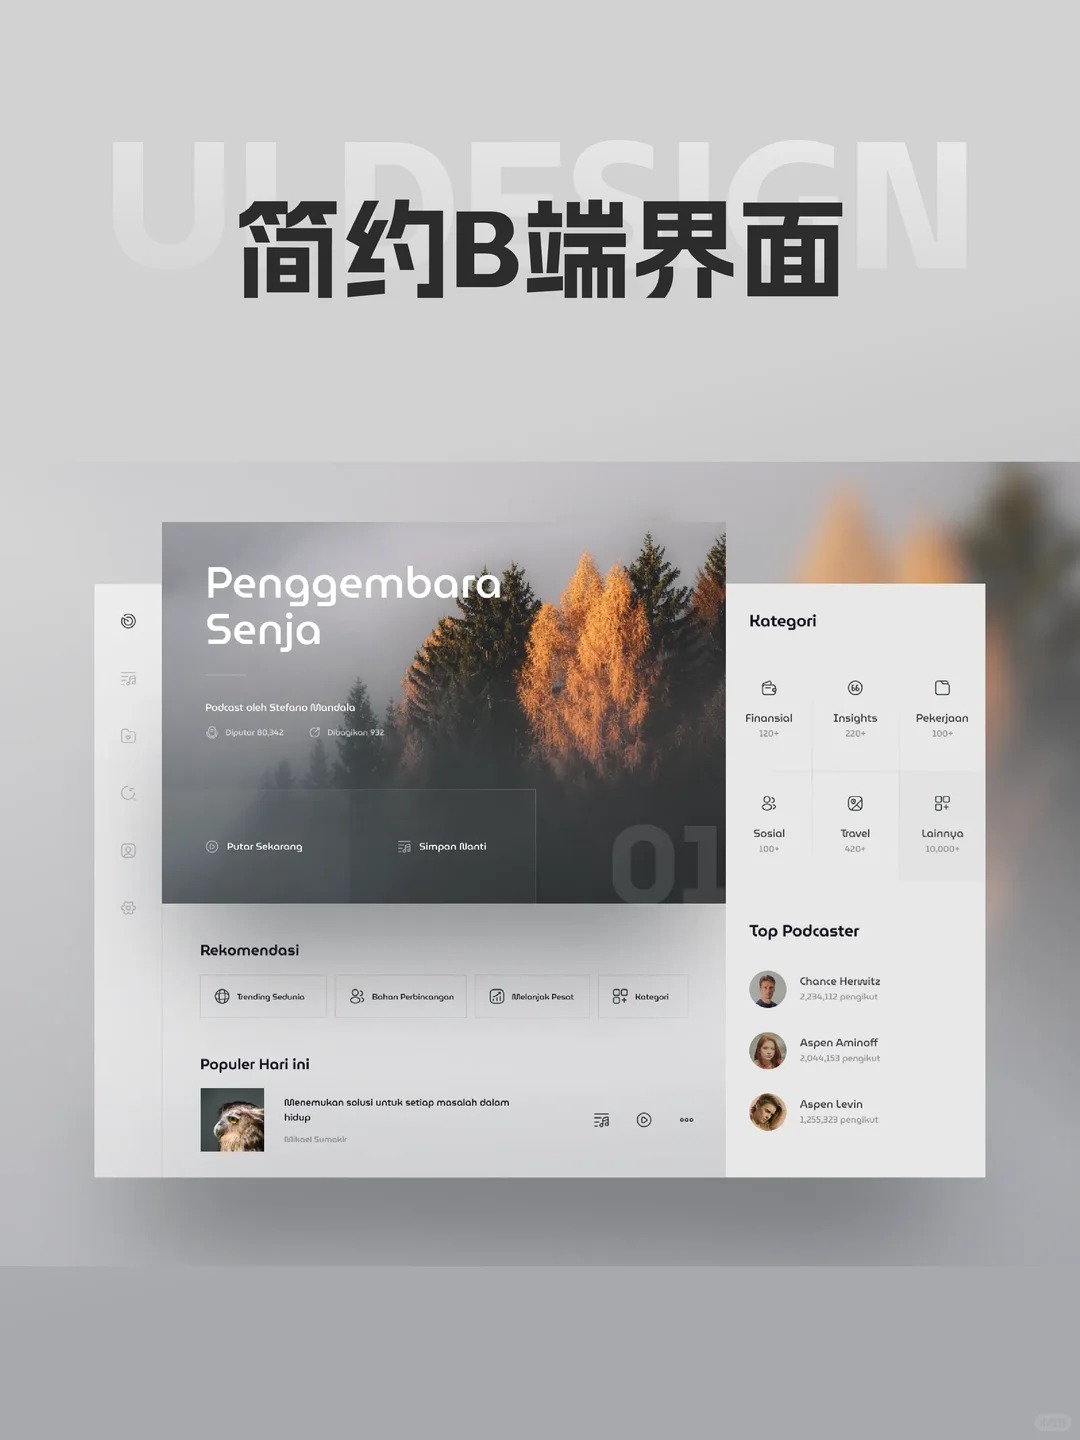 UI DESIGN
简约B端界面
Penggembara
Senja
Podcast oleh Stefano Mandala
Diputar 80,342
Dibagikan 932
Putar Sekarang
Simpan Nanti
01
Rekomendasi
Trending Sedunia
Bahan Perbincangan
Melonjak Pesat
Kategori
Populer Hari ini
Menemukan solusi untuk setiap masalah dalam
hidup
Mikael Sumakir
Kategori
Finansial
120+
Insights
220+
Pekerjaan
100+
Sosial
100+
Travel
420+
Lainnya
10,000+
Top Podcaster
Chance Herwitz
2,234,112 pengikut
Aspen Aminoff
2,044,153 pengikut
Aspen Levin
1,255,323 pengikut